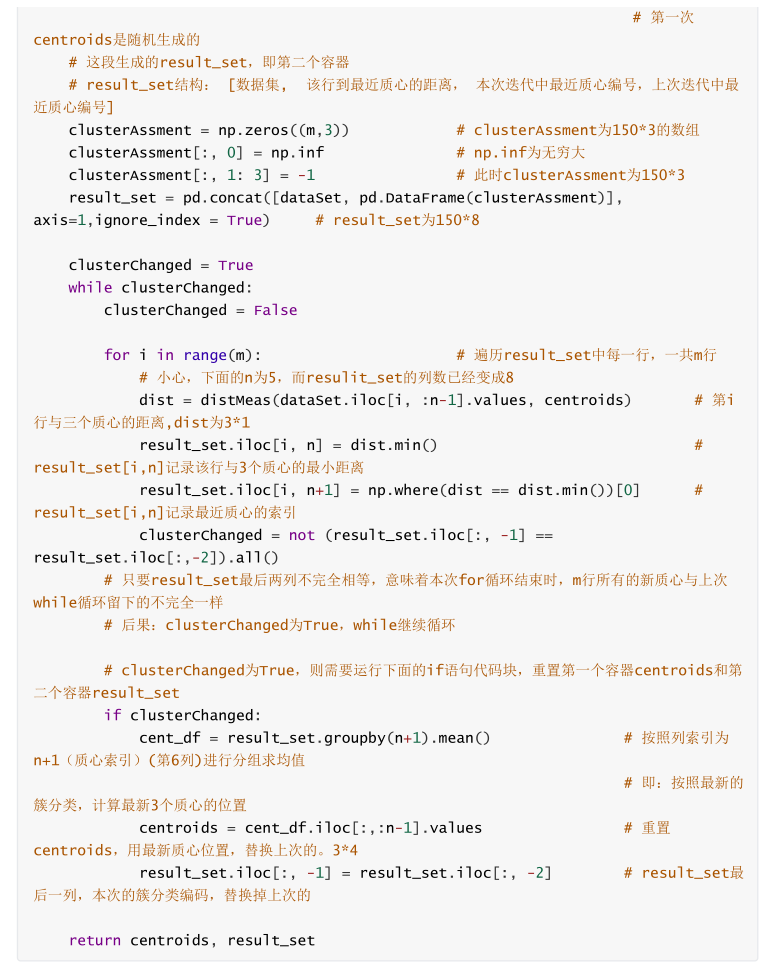 # 第一次
centroids是随机生成的
# 这段生成的result_set，即第二个容器
# result_set结构： [数据集,  该行到最近质心的距离， 本次迭代中最近质心编号，上次迭代中最
近质心编号]
clusterAssment = np.zeros((m,3))            # clusterAssment为150*3的数组
clusterAssment[:, 0] = np.inf               # np.inf为无穷大
clusterAssment[:, 1: 3] = -1                # 此时clusterAssment为150*3
result_set = pd.concat([dataSet, pd.DataFrame(clusterAssment)],
axis=1,ignore_index = True)     # result_set为150*8
clusterChanged = True
while clusterChanged:
clusterChanged = False
for i in range(m):                      # 遍历result_set中每一行，一共m行
# 小心，下面的n为5，而resulit_set的列数已经变成8
dist = distMeas(dataSet.iloc[i, :n-1].values, centroids)       # 第i
行与三个质心的距离,dist为3*1
result_set.iloc[i, n] = dist.min()                             #
result_set[i,n]记录该行与3个质心的最小距离
result_set.iloc[i, n+1] = np.where(dist == dist.min())[0]      #
result_set[i,n]记录最近质心的索引
clusterChanged = not (result_set.iloc[:, -1] ==
result_set.iloc[:,-2]).all()
# 只要result_set最后两列不完全相等，意味着本次for循环结束时，m行所有的新质心与上次
while循环留下的不完全一样
# 后果：clusterChanged为True，while继续循环
# clusterChanged为True，则需要运行下面的if语句代码块，重置第一个容器centroids和第
二个容器result_set
if clusterChanged:
cent_df = result_set.groupby(n+1).mean()               # 按照列索引为
n+1（质心索引）(第6列)进行分组求均值
# 即：按照最新的
簇分类，计算最新3个质心的位置
centroids = cent_df.iloc[:,:n-1].values                # 重置
centroids，用最新质心位置，替换上次的。3*4
result_set.iloc[:, -1] = result_set.iloc[:, -2]        # result_set最
后一列，本次的簇分类编码，替换掉上次的
return centroids, result_set